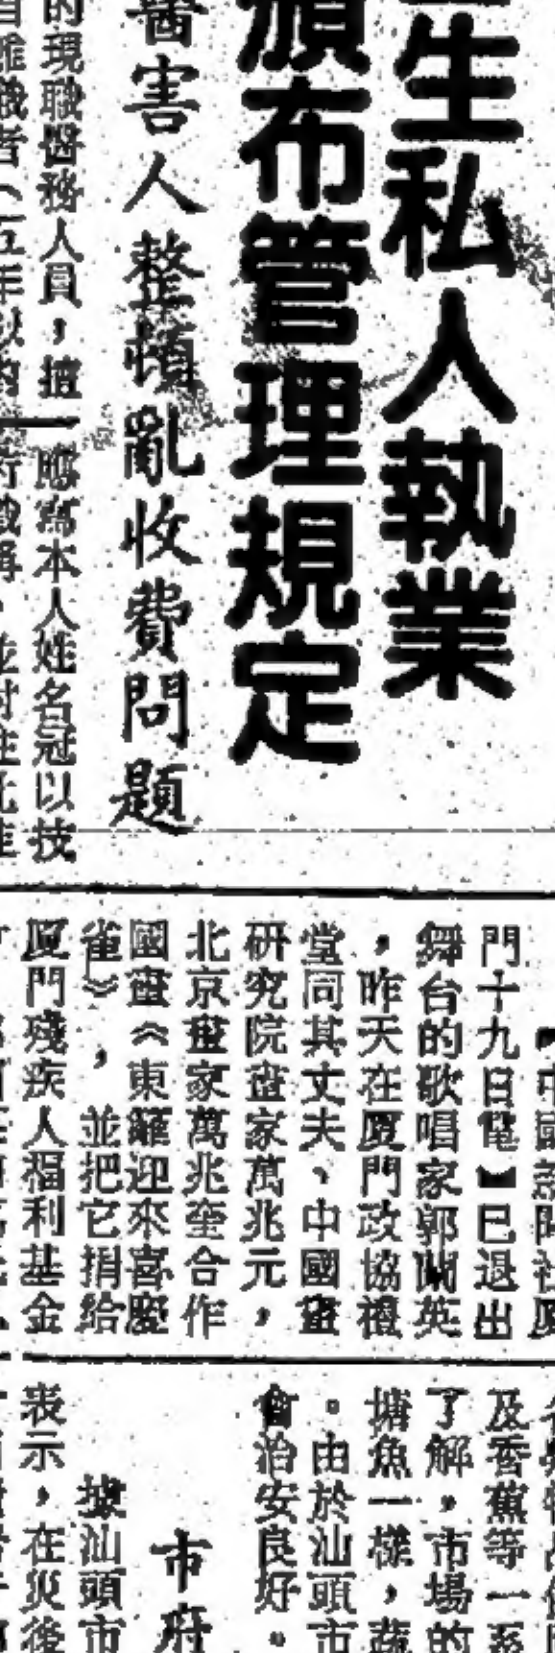 生私人執業
頒布管理規定
醫害人整頓亂收費問題
的現職醫務人員，擅
應寫本人姓名冠以技
門十九日電】已退出
舞台的歌唱家郭蘭英
，昨天在厦門政協禮
堂同其丈夫、中國畫
研究院畫家萬兆元，
北京畫家萬兆奎合作
國畫《東籬迎來喜慶
雀》，並把它捐給
厦門殘疾人福利基金
及香蕉等一系
了解，市場的
塘魚一樣，蔬
。由於汕頭市
會治安良好。
市府
據汕頭市
表示，在災後